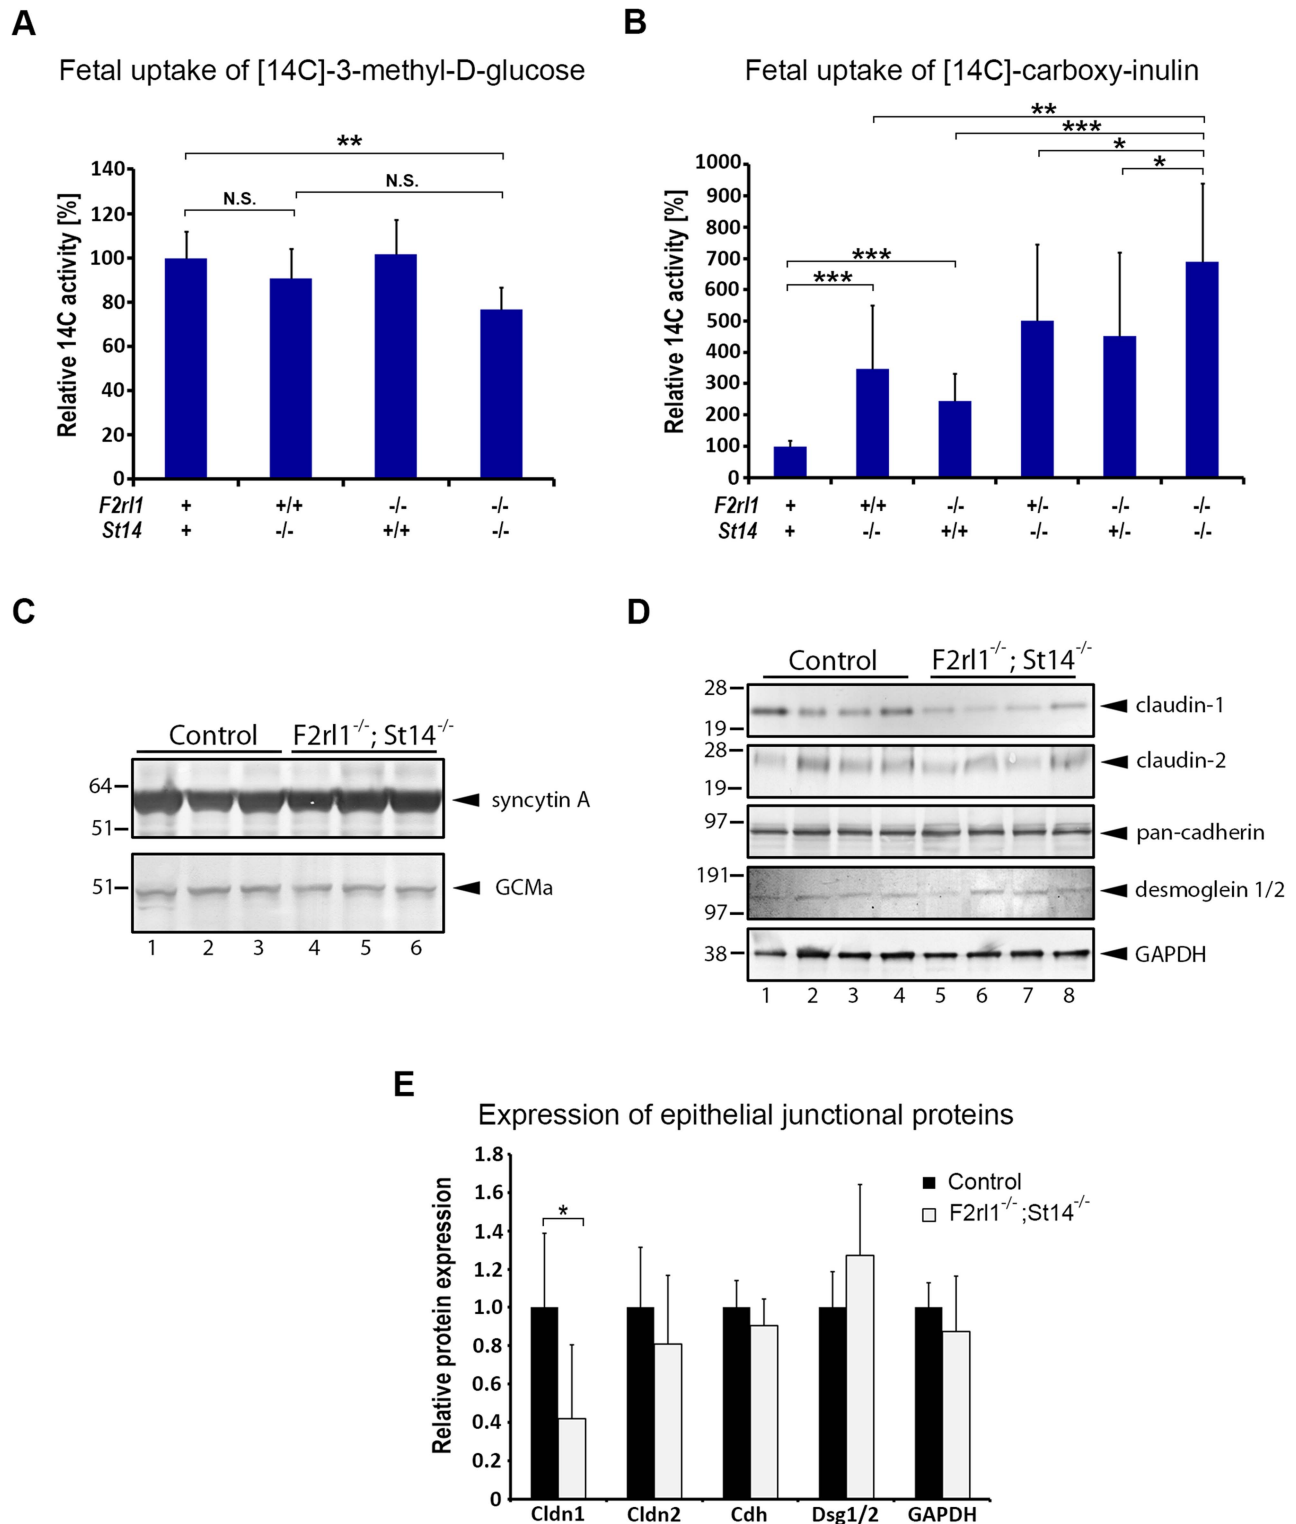 A
Fetal uptake of [14C]-3-methyl-D-glucose
**
N.S.
N.S.
Relative 14C activity [%]
140
120
100
80
60
40
20
0
F2rl1 + +/+ -/- -/-
St14 + -/- +/+ -/-
B
Fetal uptake of [14C]-carboxy-inulin
**
***
*
*
***
***
Relative 14C activity [%]
1000
900
800
700
600
500
400
300
200
100
0
F2rl1 + +/+ -/- +/- -/- -/-
St14 + -/- +/+ -/- +/- -/-
C
Control F2rl1-/-; St14-/-
64
51
syncytin A
51
GCMa
1 2 3 4 5 6
D
Control F2rl1-/-; St14-/-
28
19
claudin-1
28
19
claudin-2
97
pan-cadherin
191
97
desmoglein 1/2
38
GAPDH
1 2 3 4 5 6 7 8
E
Expression of epithelial junctional proteins
Relative protein expression
1.8
1.6
1.4
1.2
1.0
0.8
0.6
0.4
0.2
0
*
Control
F2rl1-/-;St14-/-
Cldn1 Cldn2 Cdh Dsg1/2 GAPDH